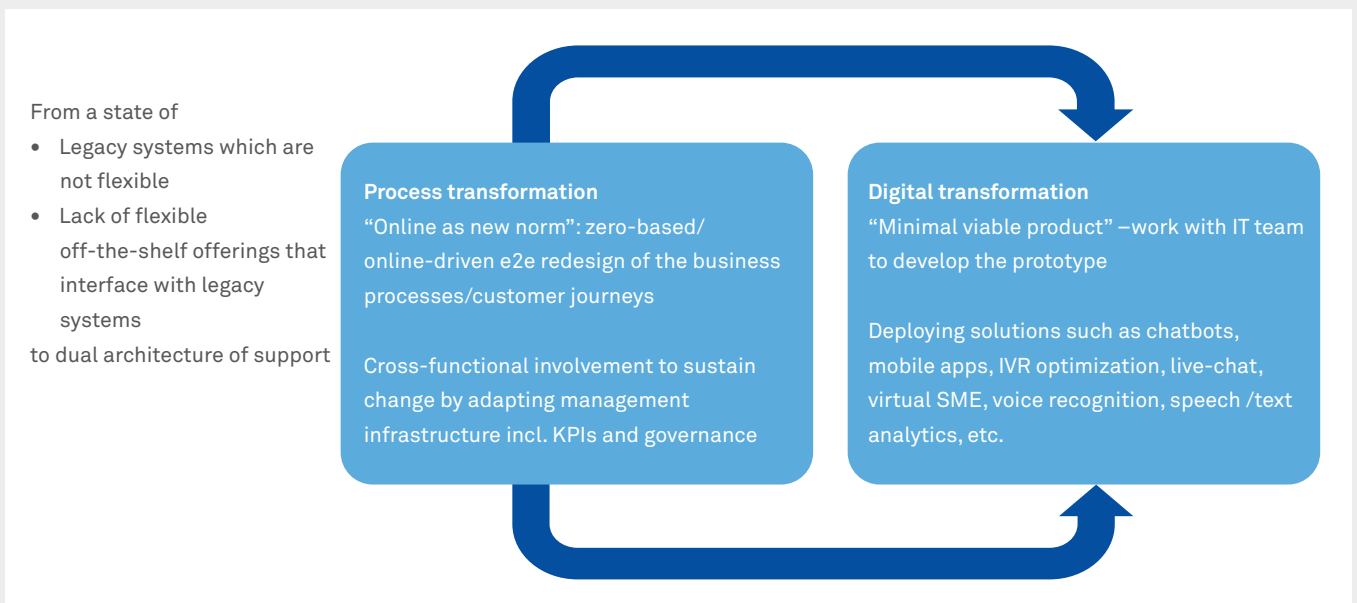 From a state of
• Legacy systems which are
not flexible
• Lack of flexible
off-the-shelf offerings that
interface with legacy
systems
to dual architecture of support
Process transformation
“Online as new norm”: zero-based/
online-driven e2e redesign of the business
processes/customer journeys
Cross-functional involvement to sustain
change by adapting management
infrastructure incl. KPIs and governance
Digital transformation
“Minimal viable product” –work with IT team
to develop the prototype
Deploying solutions such as chatbots,
mobile apps, IVR optimization, live-chat,
virtual SME, voice recognition, speech /text
analytics, etc.